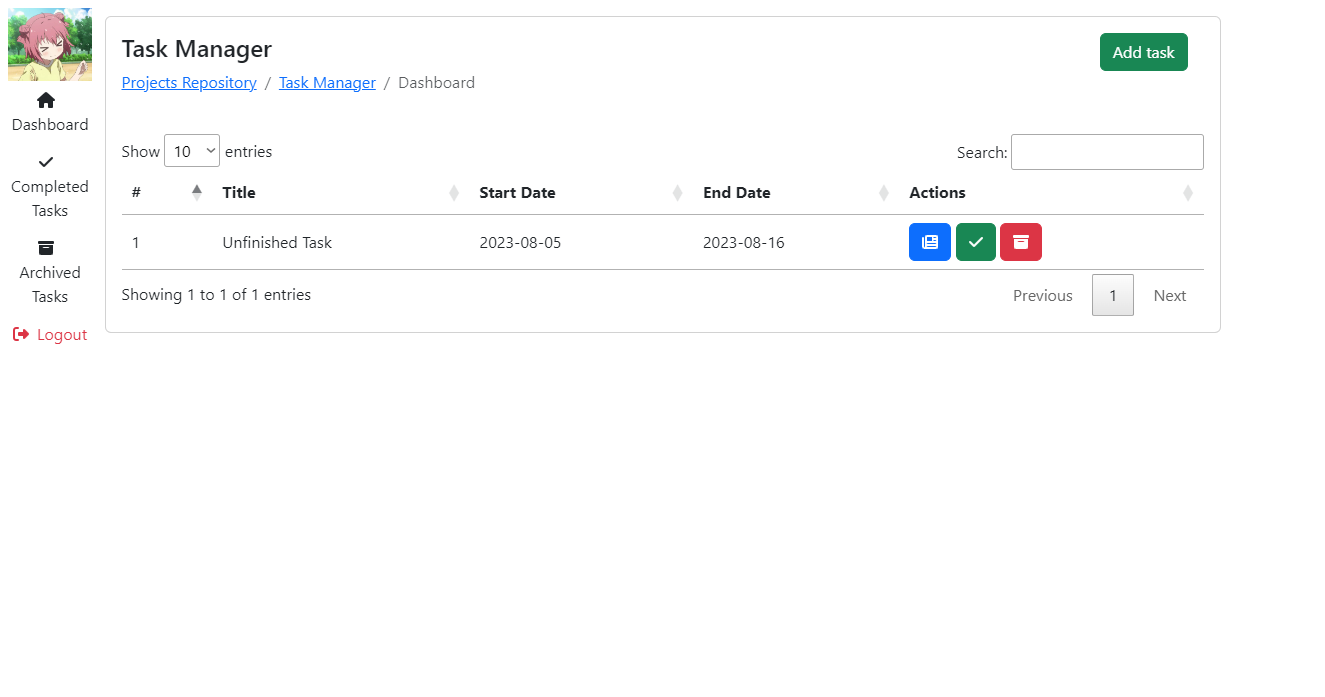 Dashboard
Completed
Tasks
Archived
Tasks
Logout
Task Manager
Add task
Projects Repository / Task Manager / Dashboard
Show 10 entries
Search:
# Title Start Date End Date Actions
1 Unfinished Task 2023-08-05 2023-08-16
Showing 1 to 1 of 1 entries
Previous 1 Next